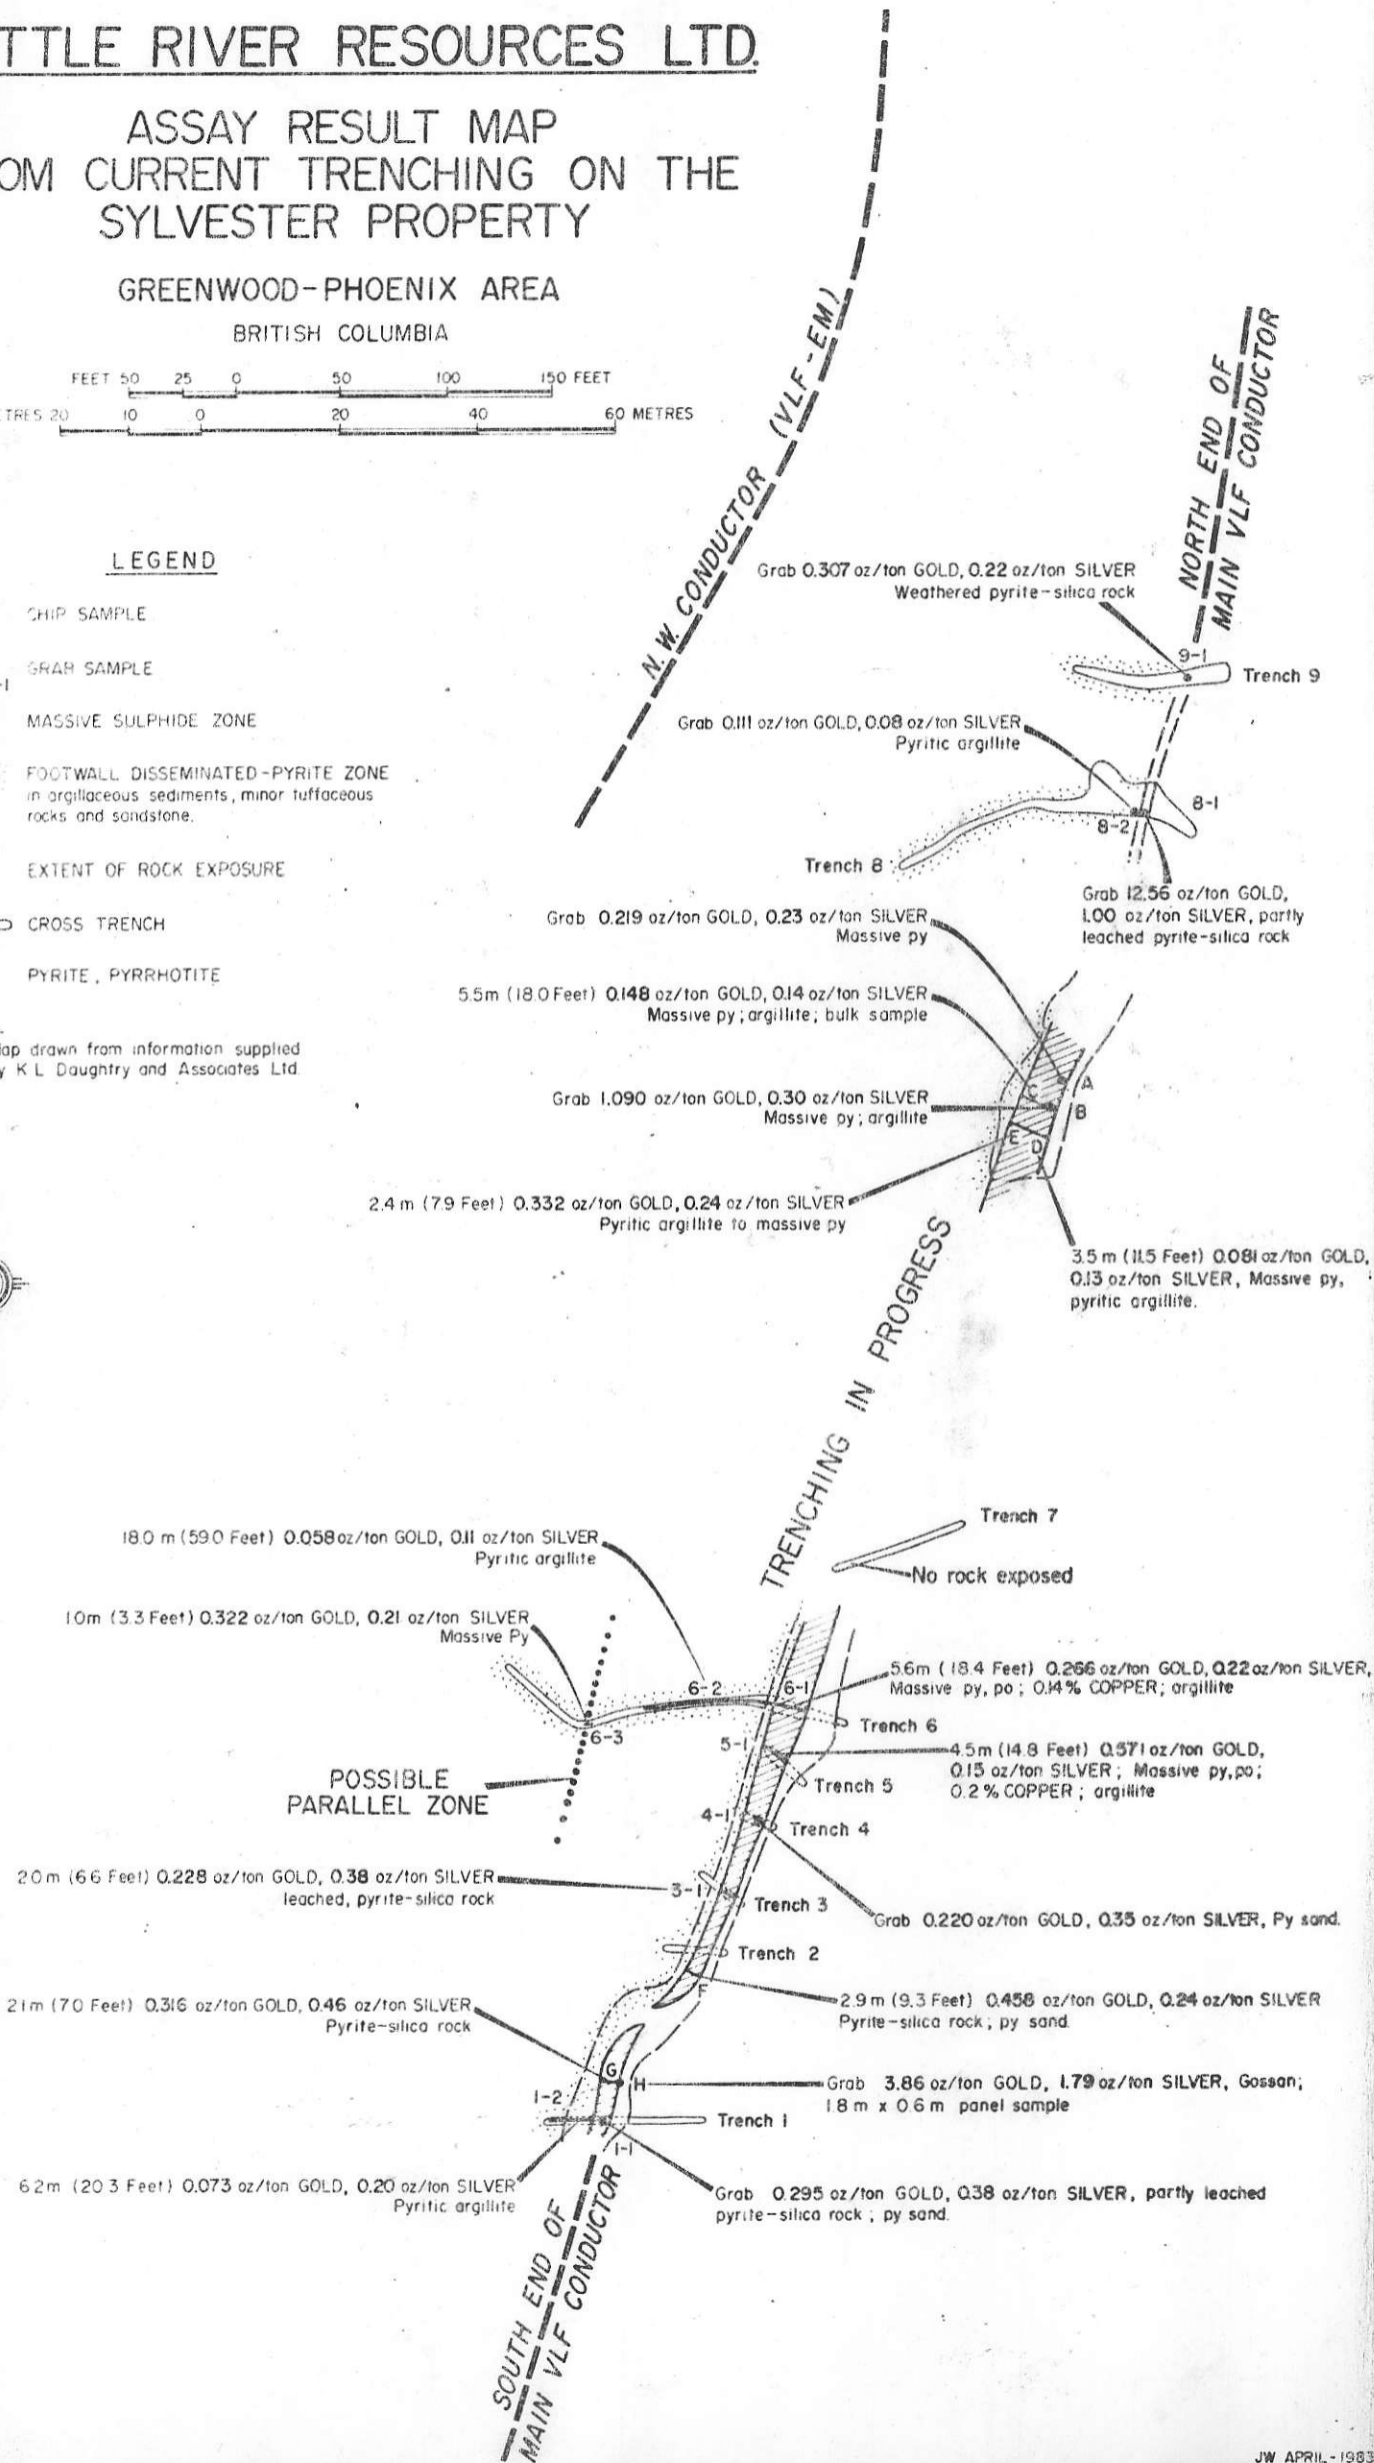 TTLE RIVER RESOURCES LTD.
ASSAY RESULT MAP
OM CURRENT TRENCHING ON THE
SYLVESTER PROPERTY
GREENWOOD-PHOENIX AREA
BRITISH COLUMBIA
FEET 50 25 0 50 100 150 FEET
TRES 20 10 0 20 40 60 METRES
N.W. CONDUCTOR (VLF-EM)
NORTH END OF
MAIN VLF CONDUCTOR
LEGEND
CHIP SAMPLE
GRAB SAMPLE
-1
MASSIVE SULPHIDE ZONE
FOOTWALL DISSEMINATED-PYRITE ZONE
in argillaceous sediments, minor tuffaceous
rocks and sandstone.
EXTENT OF ROCK EXPOSURE
CROSS TRENCH
PYRITE, PYRRHOTITE
ap drawn from information supplied
y K L Daughtry and Associates Ltd.
Grab 0.307 oz/ton GOLD, 0.22 oz/ton SILVER
Weathered pyrite-silica rock
9-1
Trench 9
Grab 0.111 oz/ton GOLD, 0.08 oz/ton SILVER
Pyritic argillite
8-1
8-2
Trench 8
Grab 12.56 oz/ton GOLD,
1.00 oz/ton SILVER, partly
leached pyrite-silica rock
Grab 0.219 oz/ton GOLD, 0.23 oz/ton SILVER
Massive py
5.5m (18.0 Feet) 0.148 oz/ton GOLD, 0.14 oz/ton SILVER
Massive py; argillite; bulk sample
C
A
B
Grab 1.090 oz/ton GOLD, 0.30 oz/ton SILVER
Massive py; argillite
E
D
2.4 m (7.9 Feet) 0.332 oz/ton GOLD, 0.24 oz/ton SILVER
Pyritic argillite to massive py
3.5 m (11.5 Feet) 0.081 oz/ton GOLD,
0.13 oz/ton SILVER, Massive py,
pyritic argillite.
TRENCHING IN PROGRESS
Trench 7
No rock exposed
18.0 m (59.0 Feet) 0.058 oz/ton GOLD, 0.11 oz/ton SILVER
Pyritic argillite
1.0m (3.3 Feet) 0.322 oz/ton GOLD, 0.21 oz/ton SILVER
Massive Py
6-2
6-1
5.6m (18.4 Feet) 0.266 oz/ton GOLD, 0.22 oz/ton SILVER,
Massive py, po; 0.14% COPPER; argillite
Trench 6
6-3
5-1
4.5m (14.8 Feet) 0.571 oz/ton GOLD,
0.15 oz/ton SILVER; Massive py,po;
0.2% COPPER; argillite
Trench 5
POSSIBLE
PARALLEL ZONE
4-1
Trench 4
2.0 m (6.6 Feet) 0.228 oz/ton GOLD, 0.38 oz/ton SILVER
leached, pyrite-silica rock
3-1
Trench 3
Grab 0.220 oz/ton GOLD, 0.35 oz/ton SILVER, Py sand.
Trench 2
F
2.1m (7.0 Feet) 0.316 oz/ton GOLD, 0.46 oz/ton SILVER
Pyrite-silica rock
2.9 m (9.3 Feet) 0.458 oz/ton GOLD, 0.24 oz/ton SILVER
Pyrite-silica rock; py sand.
G
H
Grab 3.86 oz/ton GOLD, 1.79 oz/ton SILVER, Gossan;
1.8 m x 0.6 m panel sample
1-2
Trench 1
1-1
6.2m (20.3 Feet) 0.073 oz/ton GOLD, 0.20 oz/ton SILVER
Pyritic argillite
Grab 0.295 oz/ton GOLD, 0.38 oz/ton SILVER, partly leached
pyrite-silica rock; py sand.
SOUTH END OF
MAIN VLF CONDUCTOR
JW APRIL-1983